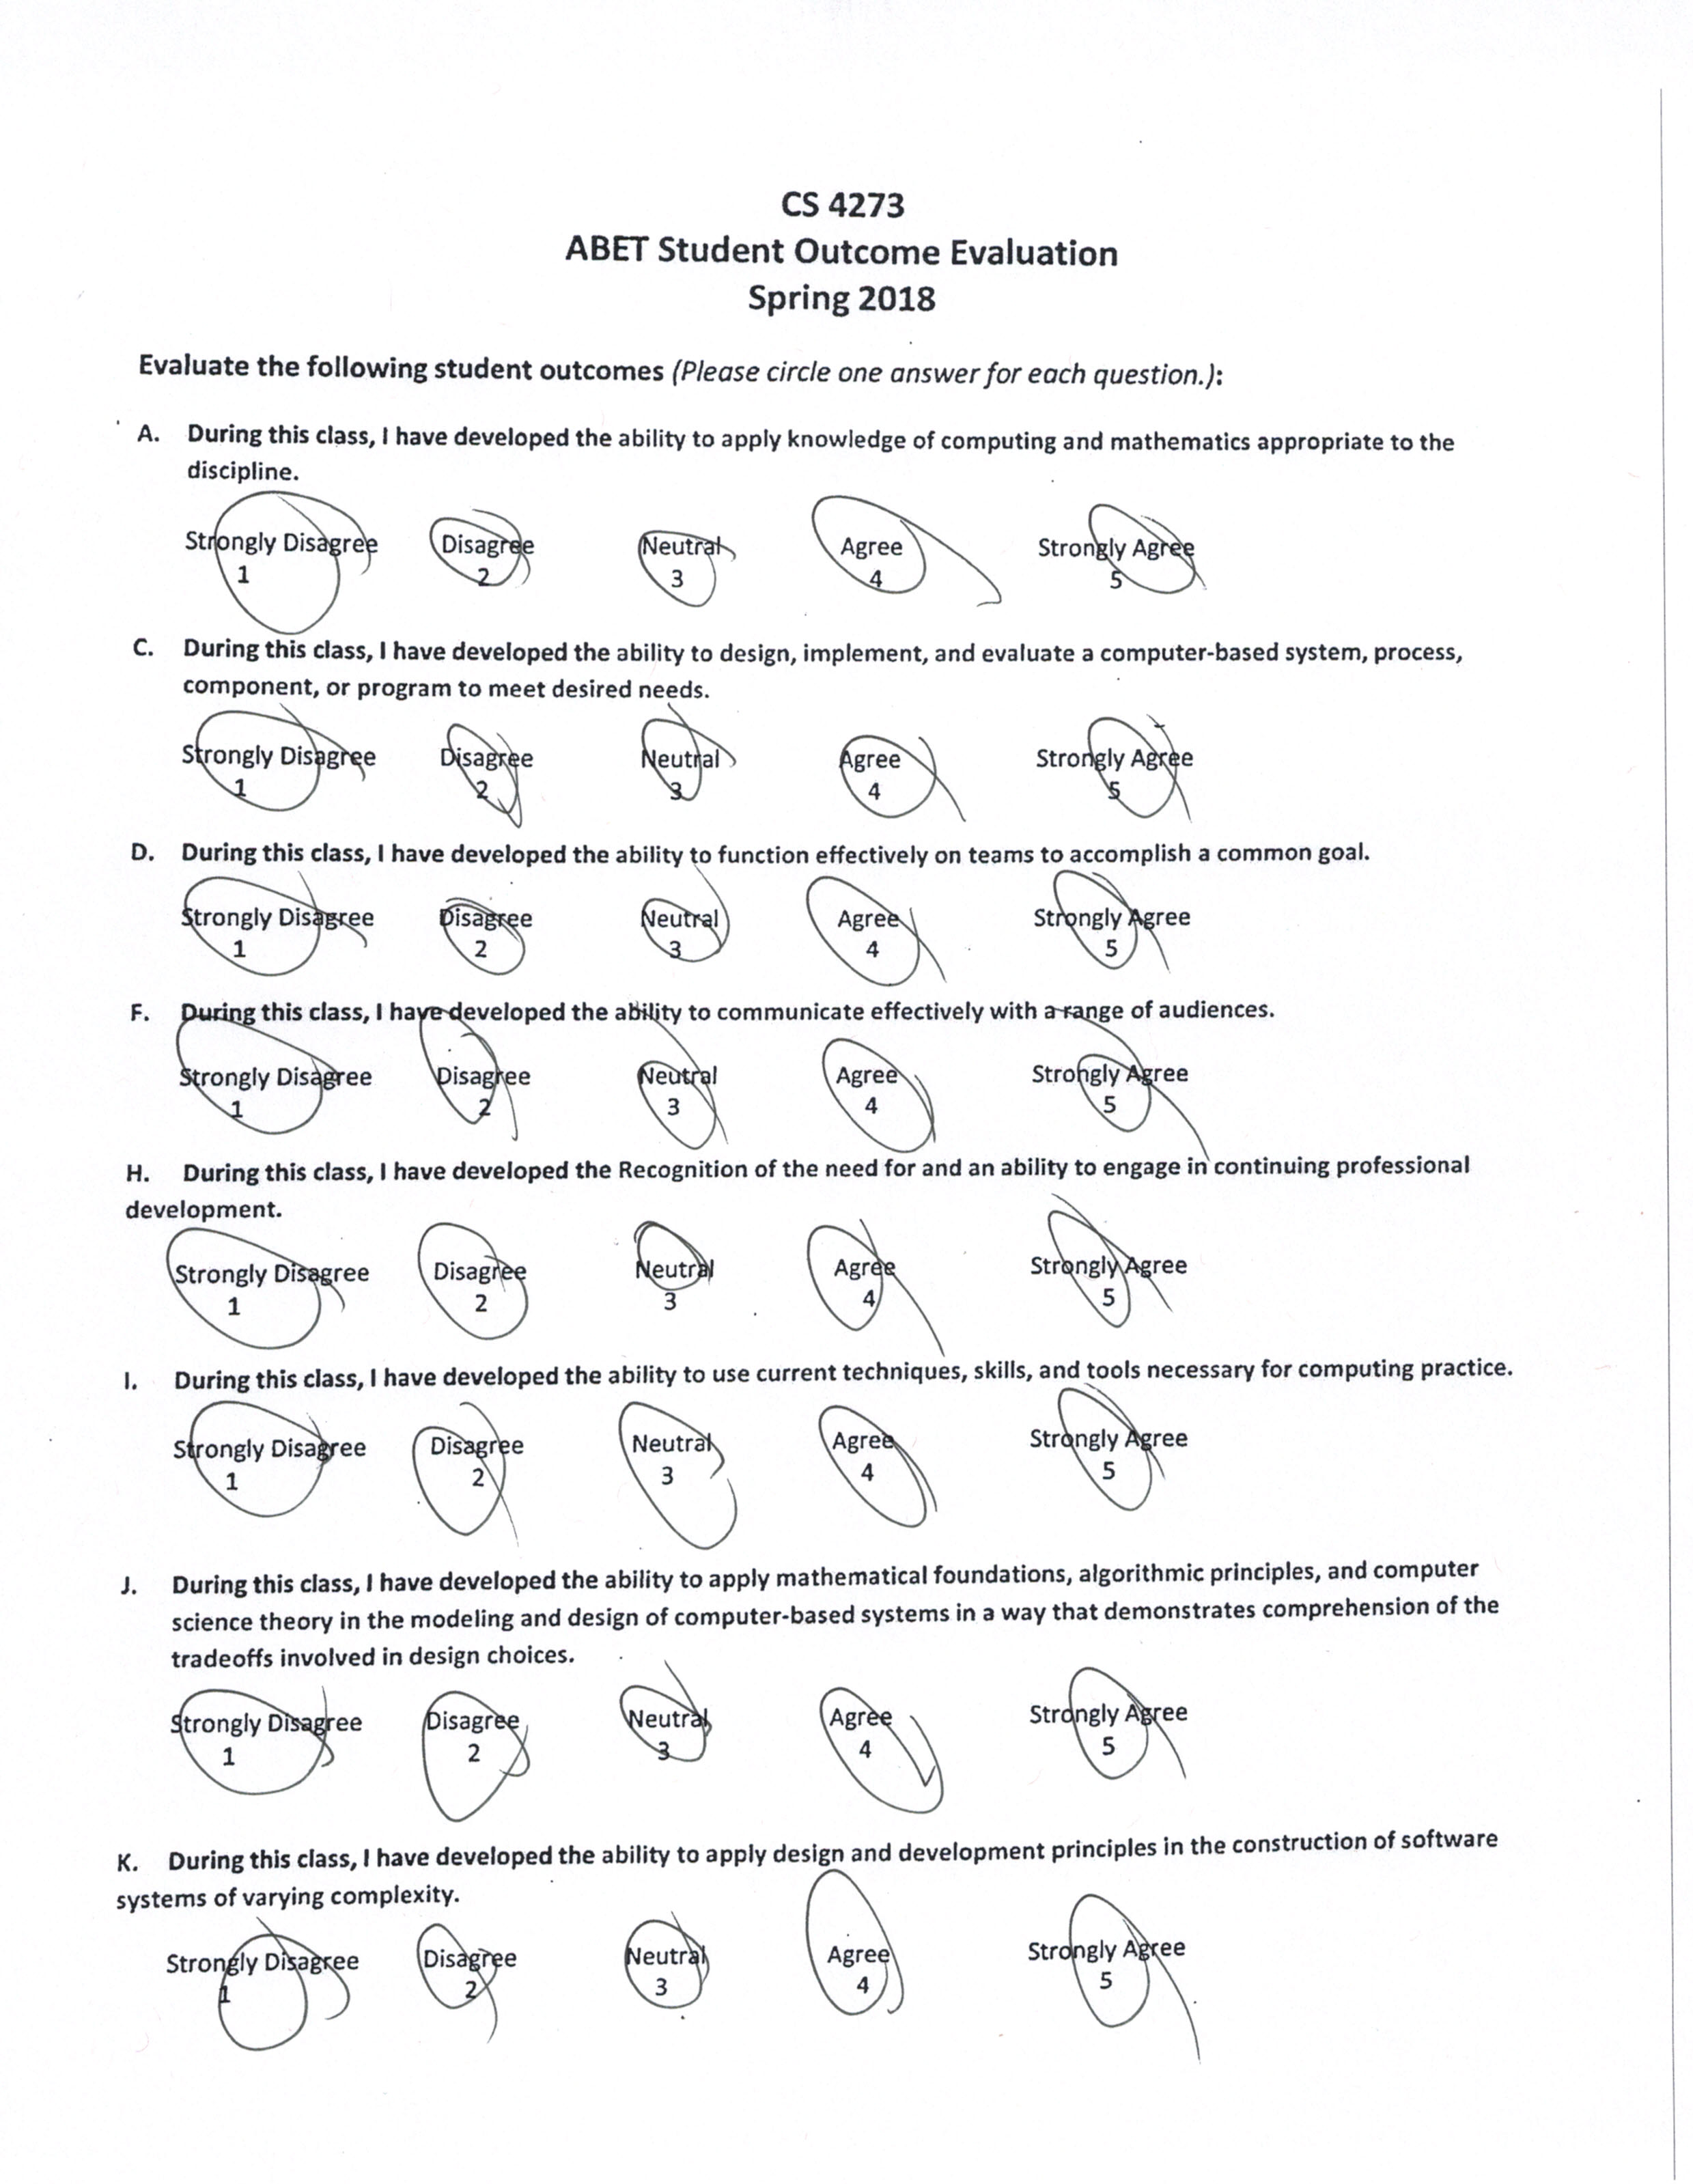 CS 4273
ABET Student Outcome Evaluation
Spring 2018
Evaluate the following student outcomes (Please circle one answer for each question.):
A. During this class, I have developed the ability to apply knowledge of computing and mathematics appropriate to the
discipline.
Strongly Disagree Disagree Neutral Agree Strongly Agree
1 2 3 4 5
C. During this class, I have developed the ability to design, implement, and evaluate a computer-based system, process,
component, or program to meet desired needs.
Strongly Disagree Disagree Neutral Agree Strongly Agree
1 2 3 4 5
D. During this class, I have developed the ability to function effectively on teams to accomplish a common goal.
Strongly Disagree Disagree Neutral Agree Strongly Agree
1 2 3 4 5
F. During this class, I have developed the ability to communicate effectively with a range of audiences.
Strongly Disagree Disagree Neutral Agree Strongly Agree
1 2 3 4 5
H. During this class, I have developed the Recognition of the need for and an ability to engage in continuing professional
development.
Strongly Disagree Disagree Neutral Agree Strongly Agree
1 2 3 4 5
I. During this class, I have developed the ability to use current techniques, skills, and tools necessary for computing practice.
Strongly Disagree Disagree Neutral Agree Strongly Agree
1 2 3 4 5
J. During this class, I have developed the ability to apply mathematical foundations, algorithmic principles, and computer
science theory in the modeling and design of computer-based systems in a way that demonstrates comprehension of the
tradeoffs involved in design choices.
Strongly Disagree Disagree Neutral Agree Strongly Agree
1 2 3 4 5
K. During this class, I have developed the ability to apply design and development principles in the construction of software
systems of varying complexity.
Strongly Disagree Disagree Neutral Agree Strongly Agree
1 2 3 4 5